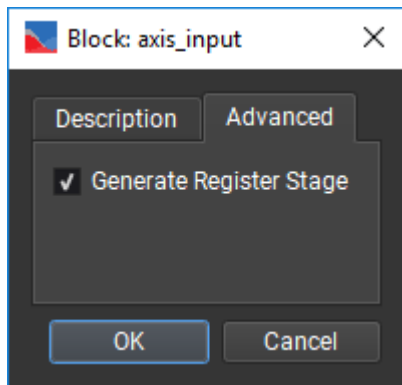 Block: axis_input
Description
Advanced
Generate Register Stage
OK
Cancel